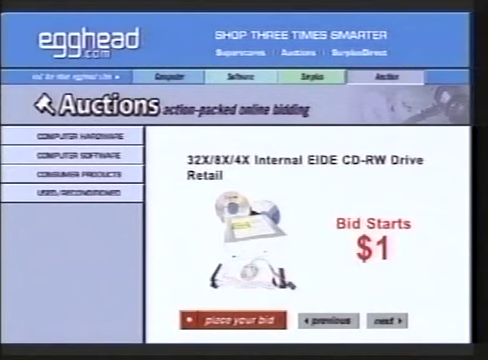 egghead
.com
SHOP THREE TIMES SMARTER
Superstores Auctions SurplusDirect
Computer Software Surplus Auction
Auctions action-packed online bidding
COMPUTER HARDWARE
COMPUTER SOFTWARE
CONSUMER PRODUCTS
USED/RECONDITIONED
32X/8X/4X Internal EIDE CD-RW Drive
Retail
Bid Starts
$1
place your bid
previous
next